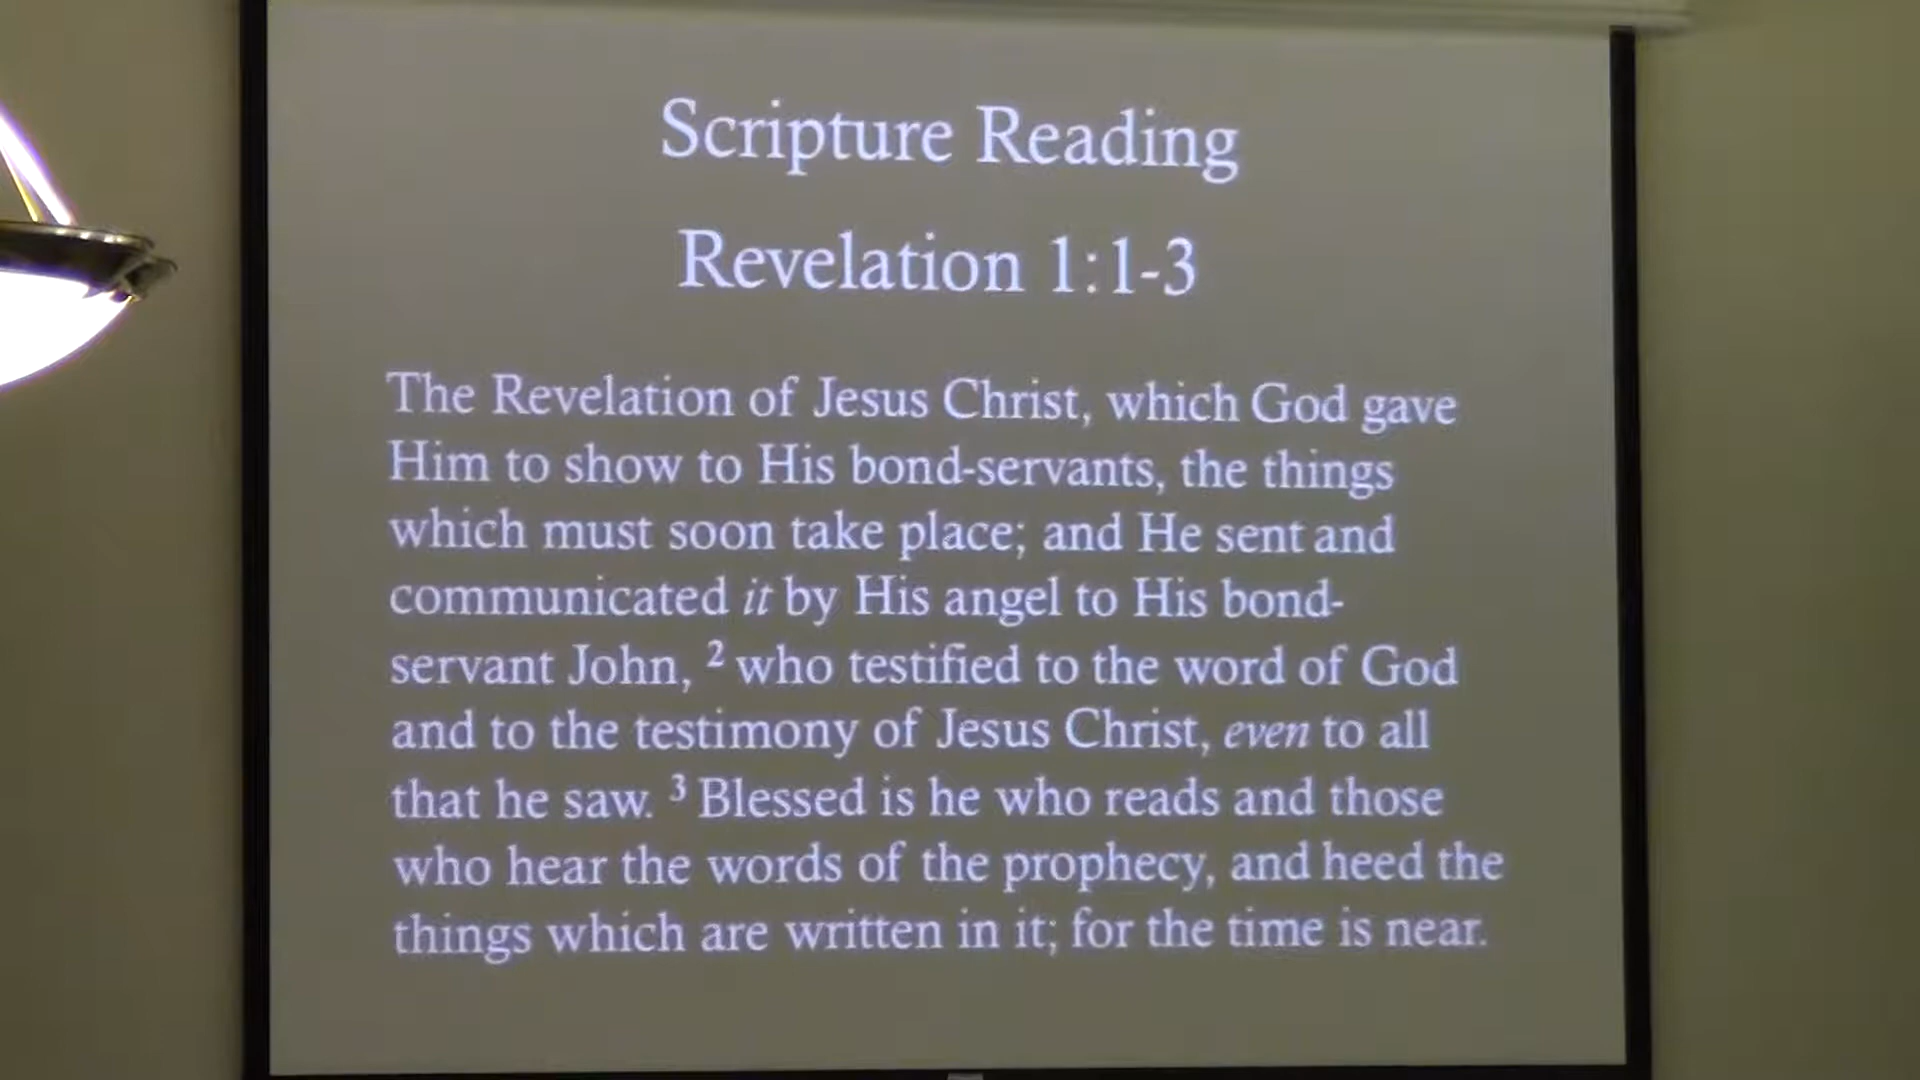 Scripture Reading
Revelation 1:1-3
The Revelation of Jesus Christ, which God gave
Him to show to His bond-servants, the things
which must soon take place; and He sent and
communicated it by His angel to His bond-
servant John, ² who testified to the word of God
and to the testimony of Jesus Christ, even to all
that he saw. ³ Blessed is he who reads and those
who hear the words of the prophecy, and heed the
things which are written in it; for the time is near.